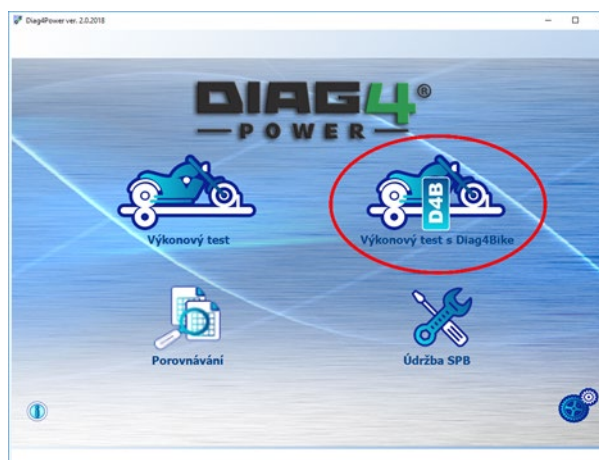 Diag4Power ver. 2.0.2018
DIAG4®
POWER
D4B
Výkonový test
Výkonový test s Diag4Bike
Porovnávání
Údržba SPB